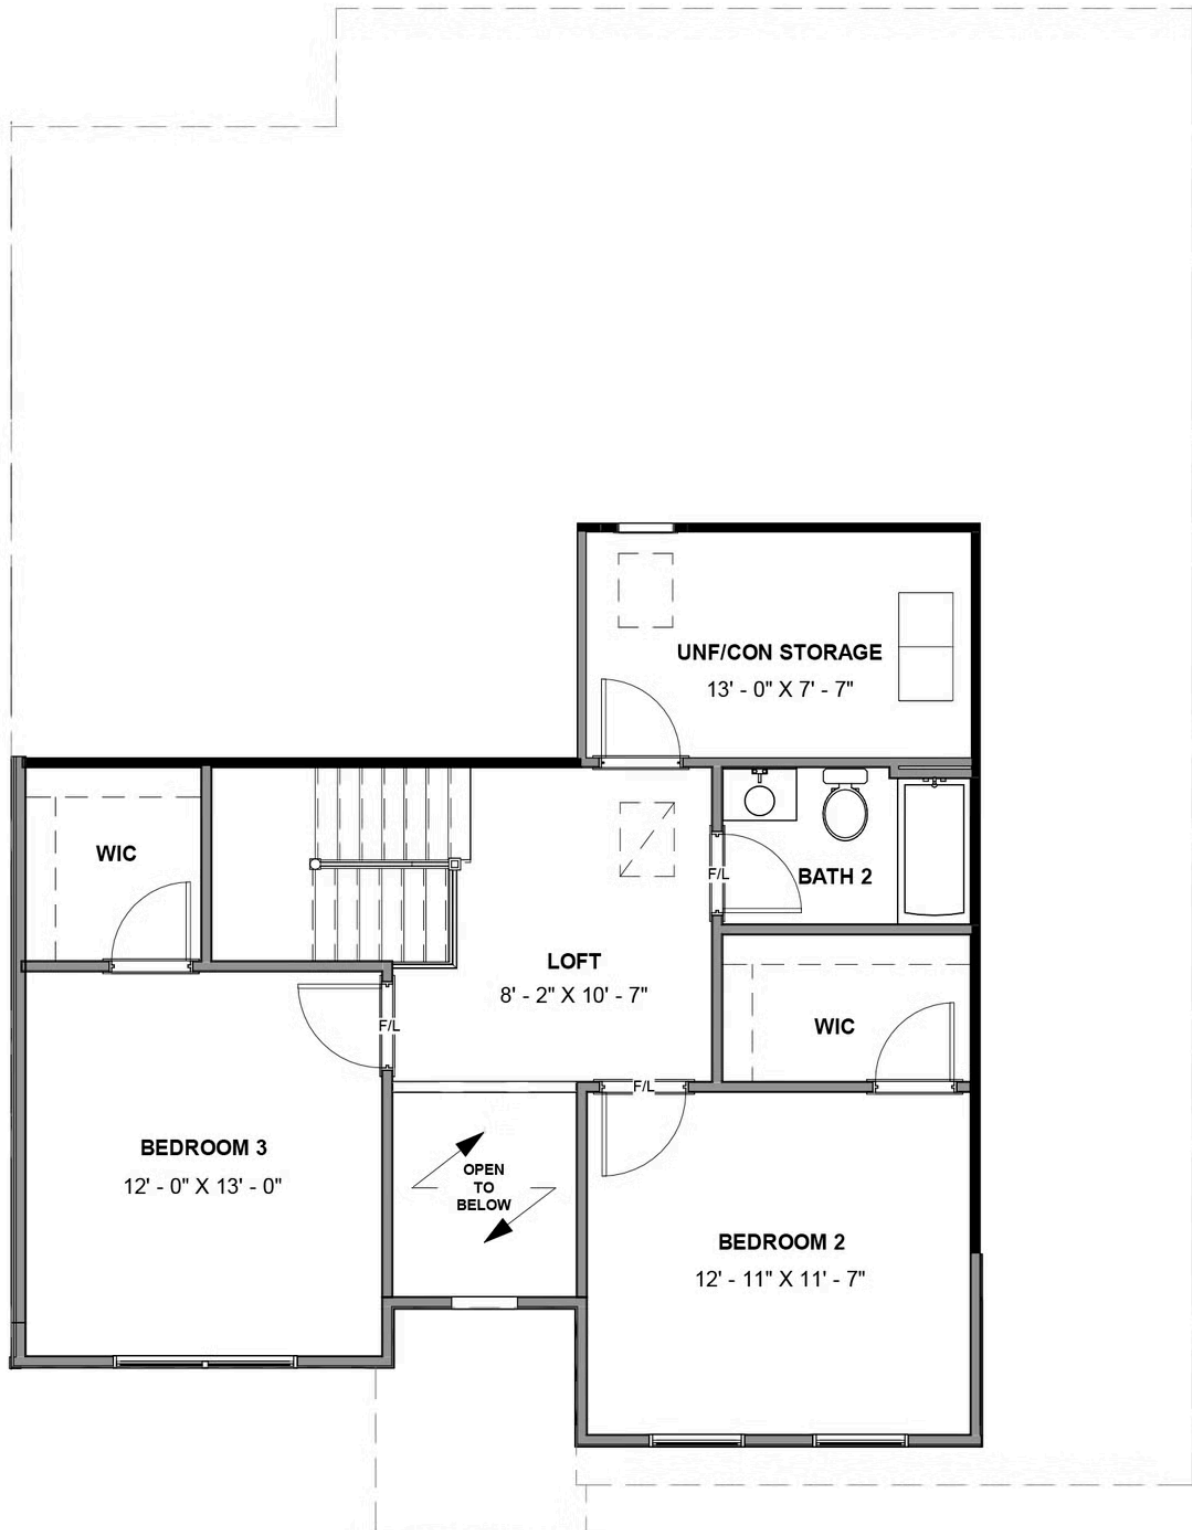 UNF/CON STORAGE
13' - 0" X 7' - 7"
WIC
F/L
BATH 2
LOFT
8' - 2" X 10' - 7"
F/L
WIC
F/L
BEDROOM 3
12' - 0" X 13' - 0"
OPEN
TO
BELOW
BEDROOM 2
12' - 11" X 11' - 7"